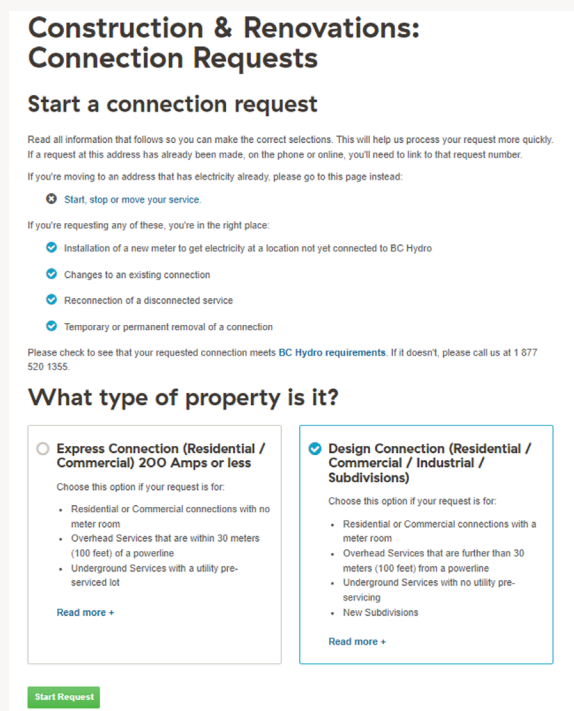 Construction & Renovations:
Connection Requests
Start a connection request
Read all information that follows so you can make the correct selections. This will help us process your request more quickly.
If a request at this address has already been made, on the phone or online, you'll need to link to that request number.
If you're moving to an address that has electricity already, please go to this page instead:
Start, stop or move your service.
If you're requesting any of these, you're in the right place:
Installation of a new meter to get electricity at a location not yet connected to BC Hydro
Changes to an existing connection
Reconnection of a disconnected service
Temporary or permanent removal of a connection
Please check to see that your requested connection meets BC Hydro requirements. If it doesn't, please call us at 1 877
520 1355.
What type of property is it?
Express Connection (Residential /
Commercial) 200 Amps or less
Choose this option if your request is for:
• Residential or Commercial connections with no
meter room
• Overhead Services that are within 30 meters
(100 feet) of a powerline
• Underground Services with a utility pre-
serviced lot
Read more +
Design Connection (Residential /
Commercial / Industrial /
Subdivisions)
Choose this option if your request is for:
• Residential or Commercial connections with a
meter room
• Overhead Services that are further than 30
meters (100 feet) from a powerline
• Underground Services with no utility pre-
servicing
• New Subdivisions
Read more +
Start Request